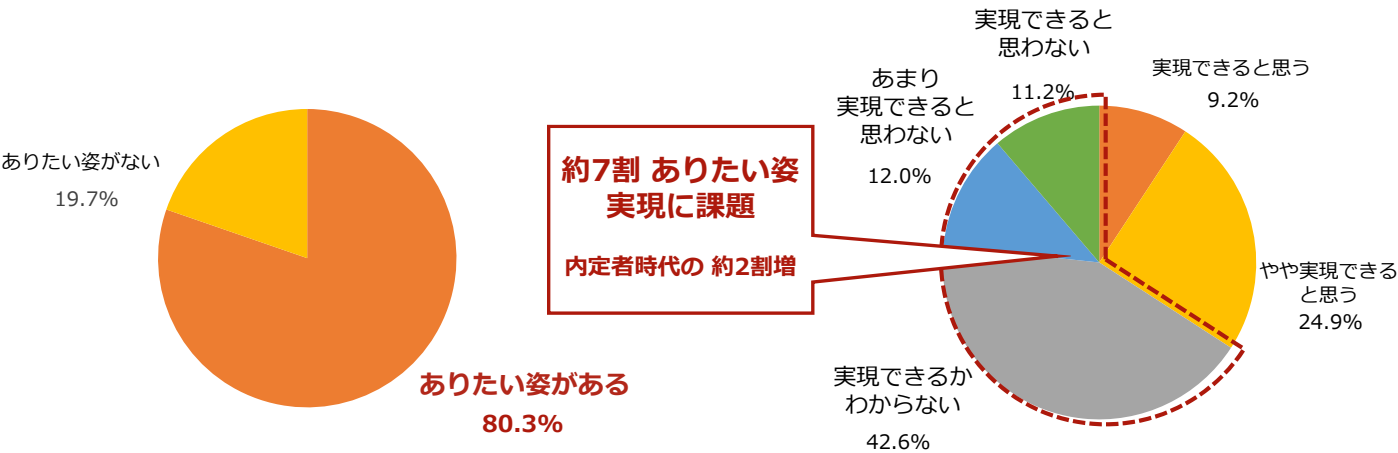 ありたい姿がない
19.7%
ありたい姿がある
80.3%
約7割 ありたい姿
実現に課題
内定者時代の 約2割増
実現できると
思わない
11.2%
実現できると思う
9.2%
あまり
実現できると
思わない
12.0%
やや実現できる
と思う
24.9%
実現できるか
わからない
42.6%